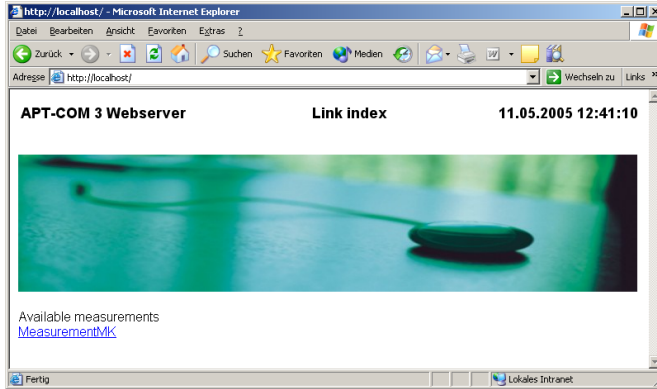 http://localhost/ - Microsoft Internet Explorer
Datei Bearbeiten Ansicht Favoriten Extras ?
Zurück Suchen Favoriten Medien
Adresse http://localhost/ Wechseln zu Links »
APT-COM 3 Webserver Link index 11.05.2005 12:41:10
Available measurements
MeasurementMK
Fertig Lokales Intranet